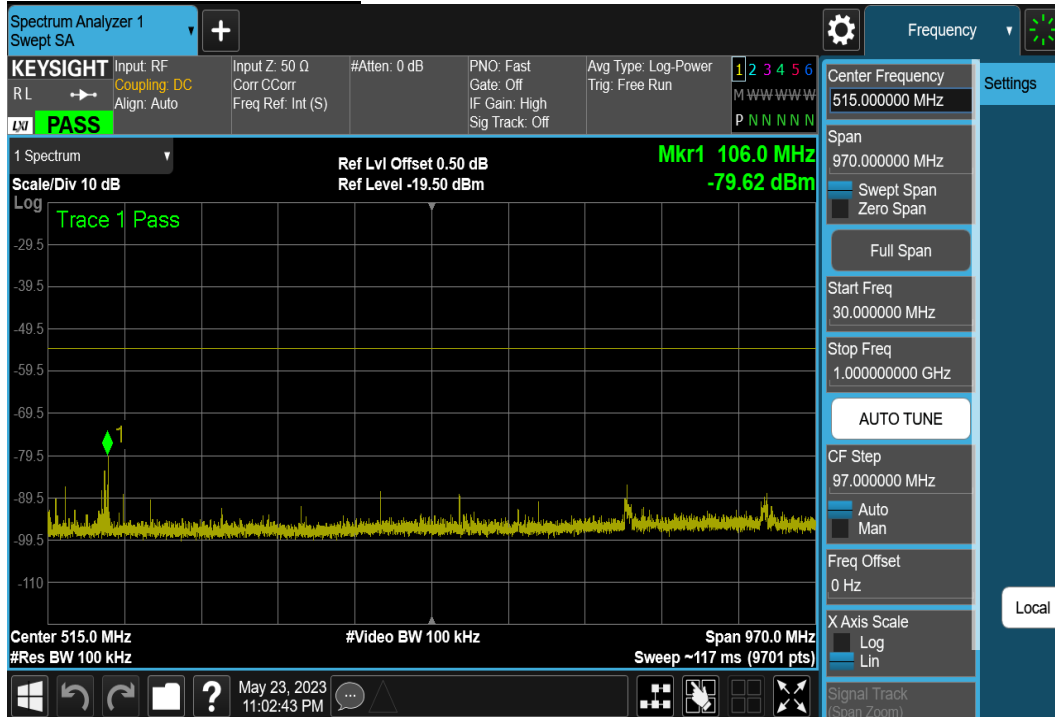 Spectrum Analyzer 1
Swept SA
+
Frequency
KEYSIGHT
R L
LXI
PASS
Input: RF
Coupling: DC
Align: Auto
Input Z: 50 Ω
Corr CCorr
Freq Ref: Int (S)
#Atten: 0 dB
PNO: Fast
Gate: Off
IF Gain: High
Sig Track: Off
Avg Type: Log-Power
Trig: Free Run
1 2 3 4 5 6
M W W W W W
P N N N N N
1 Spectrum
Scale/Div 10 dB
Ref Lvl Offset 0.50 dB
Ref Level -19.50 dBm
Mkr1 106.0 MHz
-79.62 dBm
Log
Trace 1 Pass
-29.5
-39.5
-49.5
-59.5
-69.5
1
-79.5
-89.5
-99.5
-110
Center 515.0 MHz
#Video BW 100 kHz
Span 970.0 MHz
#Res BW 100 kHz
Sweep ~117 ms (9701 pts)
May 23, 2023
11:02:43 PM
?
Center Frequency
515.000000 MHz
Settings
Span
970.000000 MHz
Swept Span
Zero Span
Full Span
Start Freq
30.000000 MHz
Stop Freq
1.000000000 GHz
AUTO TUNE
CF Step
97.000000 MHz
Auto
Man
Freq Offset
0 Hz
Local
X Axis Scale
Log
Lin
Signal Track
(Span Zoom)